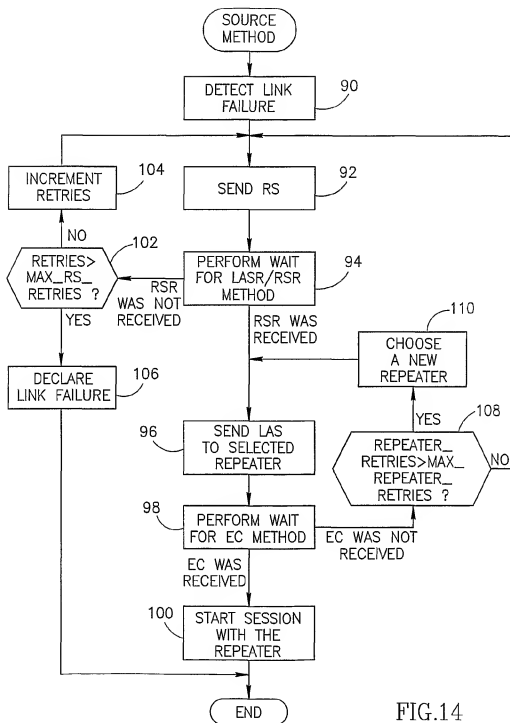 SOURCE
METHOD
DETECT LINK
FAILURE
90
INCREMENT
RETRIES
104
SEND RS
92
RETRIES>
MAX_RS_
RETRIES ?
102
NO
YES
PERFORM WAIT
FOR LASR/RSR
METHOD
94
RSR
WAS NOT
RECEIVED
RSR WAS
RECEIVED
CHOOSE
A NEW
REPEATER
110
DECLARE
LINK FAILURE
106
SEND LAS
TO SELECTED
REPEATER
96
REPEATER_
RETRIES>MAX_
REPEATER_
RETRIES ?
108
YES
NO
PERFORM WAIT
FOR EC METHOD
98
EC WAS NOT
RECEIVED
EC WAS
RECEIVED
START SESSION
WITH THE
REPEATER
100
END
FIG.14